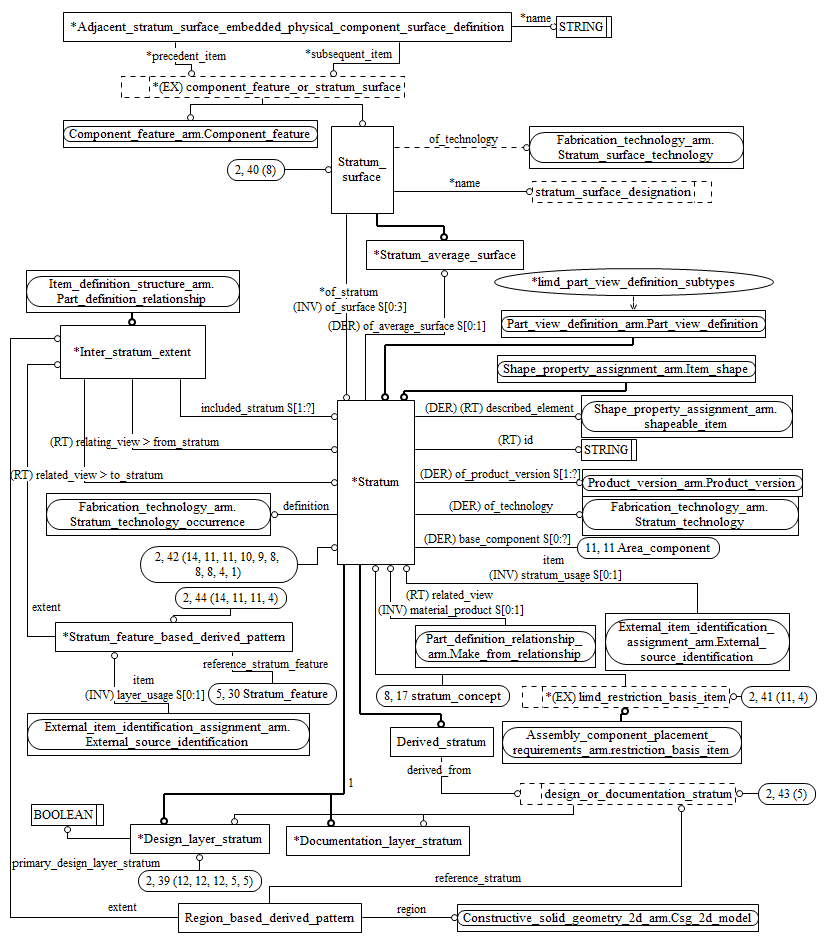 *Adjacent_stratum_surface_embedded_physical_component_surface_definition
*name
STRING
*precedent_item
*subsequent_item
*(EX) component_feature_or_stratum_surface
Component_feature_arm.Component_feature
Stratum_
surface
of_technology
Fabrication_technology_arm.
Stratum_surface_technology
2, 40 (8)
*name
stratum_surface_designation
*Stratum_average_surface
Item_definition_structure_arm.
Part_definition_relationship
*of_stratum
(INV) of_surface S[0:3]
(DER) of_average_surface S[0:1]
*limd_part_view_definition_subtypes
Part_view_definition_arm.Part_view_definition
*Inter_stratum_extent
Shape_property_assignment_arm.Item_shape
included_stratum S[1:?]
(DER) (RT) described_element
Shape_property_assignment_arm.
shapeable_item
(RT) relating_view > from_stratum
(RT) id
STRING
(RT) related_view > to_stratum
*Stratum
(DER) of_product_version S[1:?]
Product_version_arm.Product_version
Fabrication_technology_arm.
Stratum_technology_occurrence
definition
(DER) of_technology
Fabrication_technology_arm.
Stratum_technology
(DER) base_component S[0:?]
11, 11 Area_component
2, 42 (14, 11, 11, 10, 9, 8,
8, 8, 4, 1)
item
(INV) stratum_usage S[0:1]
2, 44 (14, 11, 11, 4)
(RT) related_view
(INV) material_product S[0:1]
extent
*Stratum_feature_based_derived_pattern
Part_definition_relationship_
arm.Make_from_relationship
External_item_identification_
assignment_arm.External_
source_identification
reference_stratum_feature
item
(INV) layer_usage S[0:1]
5, 30 Stratum_feature
8, 17 stratum_concept
*(EX) limd_restriction_basis_item
2, 41 (11, 4)
External_item_identification_assignment_arm.
External_source_identification
Derived_stratum
Assembly_component_placement_
requirements_arm.restriction_basis_item
derived_from
1
design_or_documentation_stratum
2, 43 (5)
BOOLEAN
*Design_layer_stratum
*Documentation_layer_stratum
primary_design_layer_stratum
2, 39 (12, 12, 12, 5, 5)
reference_stratum
extent
Region_based_derived_pattern
region
Constructive_solid_geometry_2d_arm.Csg_2d_model